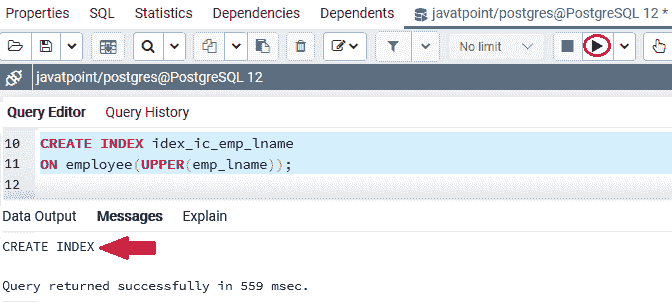 Properties SQL Statistics Dependencies Dependents javatpoint/postgres@PostgreSQL 12 *
No limit
javatpoint/postgres@PostgreSQL 12
Query Editor Query History
10 CREATE INDEX idex_ic_emp_lname
11 ON employee(UPPER(emp_lname));
12
Data Output Messages Explain
CREATE INDEX
Query returned successfully in 559 msec.